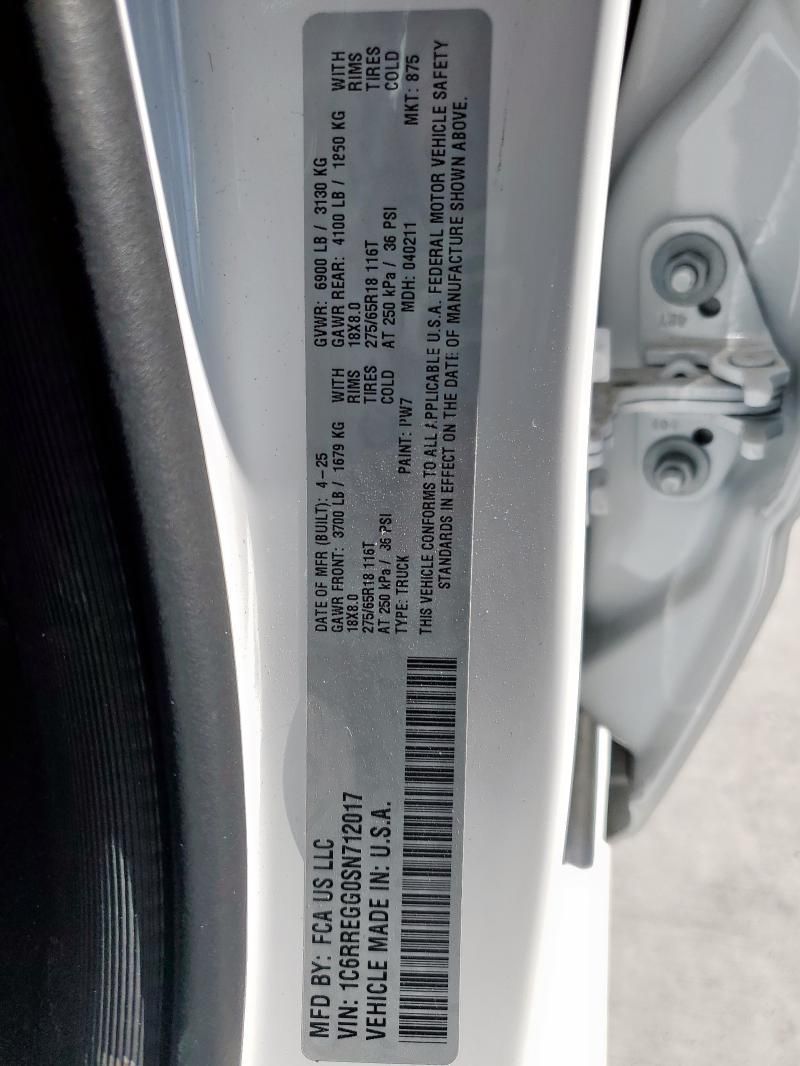 MFD BY: FCA US LLC
VIN: 1C6RREGG0SN712017
VEHICLE MADE IN: U.S.A.
DATE OF MFR (BUILT): 4-25 GVWR: 6900 LB / 3130 KG
GAWR FRONT: 3700 LB / 1679 KG WITH GAWR REAR: 4100 LB / 1850 KG WITH
18X8.0 RIMS 18X8.0 RIMS
275/65R18 116T TIRES 275/65R18 116T TIRES
AT 250 kPa / 36 PSI COLD AT 250 kPa / 36 PSI COLD
TYPE: TRUCK PAINT: PW7 MDH: 040211 MKT: 875
THIS VEHICLE CONFORMS TO ALL APPLICABLE U.S.A. FEDERAL MOTOR VEHICLE SAFETY
STANDARDS IN EFFECT ON THE DATE OF MANUFACTURE SHOWN ABOVE.